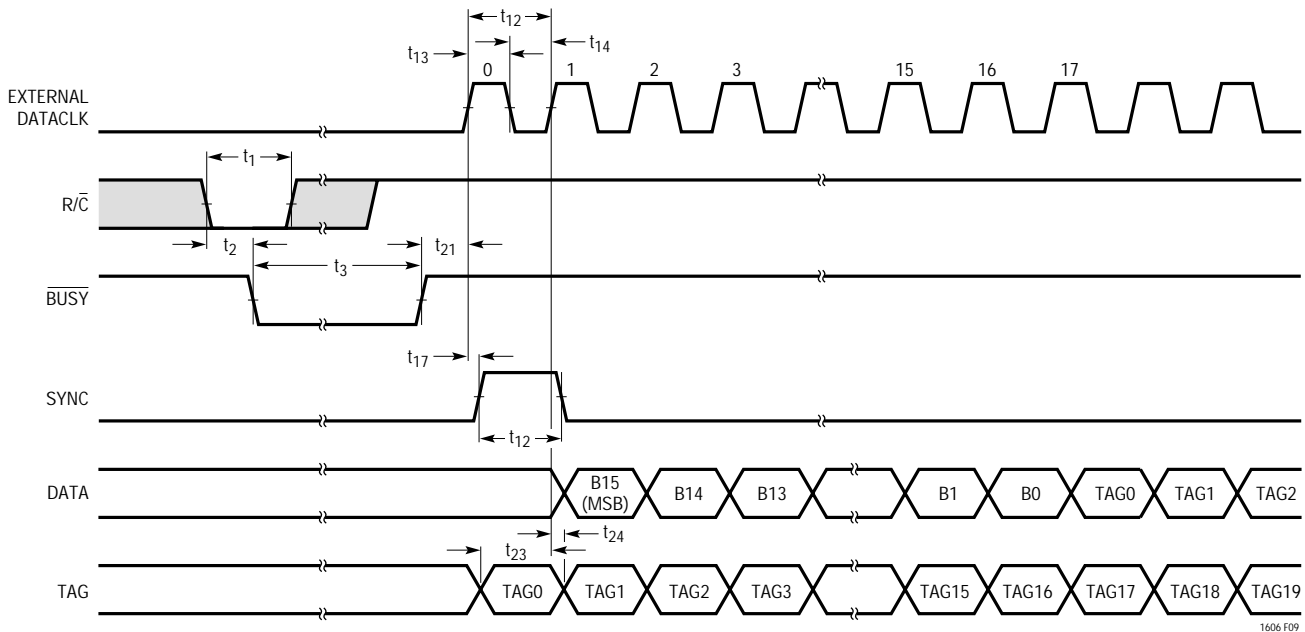 t12
t13
t14
0 1 2 3 15 16 17
EXTERNAL
DATACLK
t1
R/C̅
t2
t21
t3
B̅U̅S̅Y̅
t17
SYNC
t12
DATA
B15
(MSB)
B14 B13 B1 B0 TAG0 TAG1 TAG2
t24
t23
TAG
TAG0 TAG1 TAG2 TAG3 TAG15 TAG16 TAG17 TAG18 TAG19
1606 F09